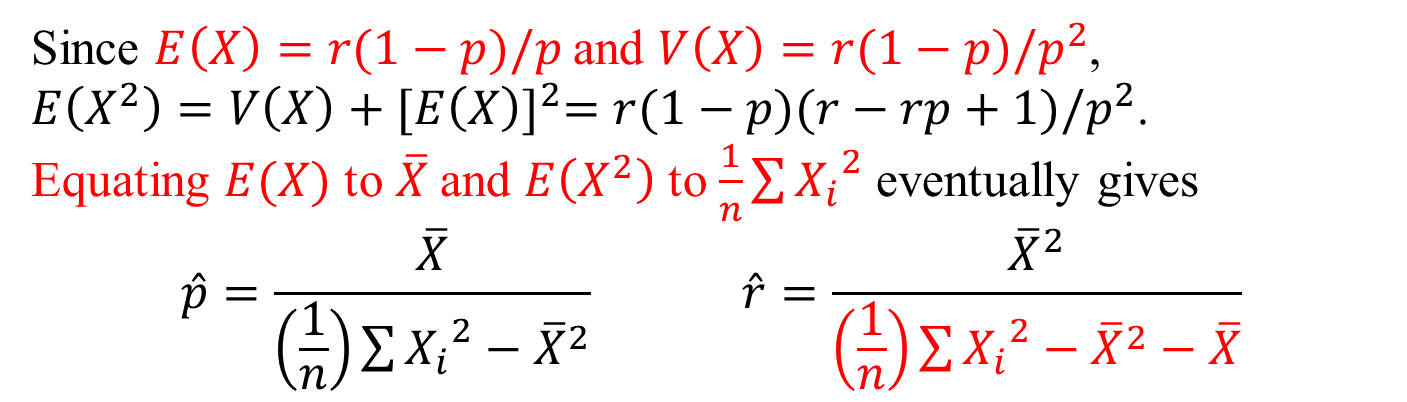 Since E(X) = r(1 − p)/p and V(X) = r(1 − p)/p²,
E(X²) = V(X) + [E(X)]²= r(1 − p)(r − rp + 1)/p².
Equating E(X) to X̄ and E(X²) to 1/n ∑ Xᵢ² eventually gives
p̂ = X̄ / ((1/n) ∑ Xᵢ² − X̄²) r̂ = X̄² / ((1/n) ∑ Xᵢ² − X̄² − X̄)